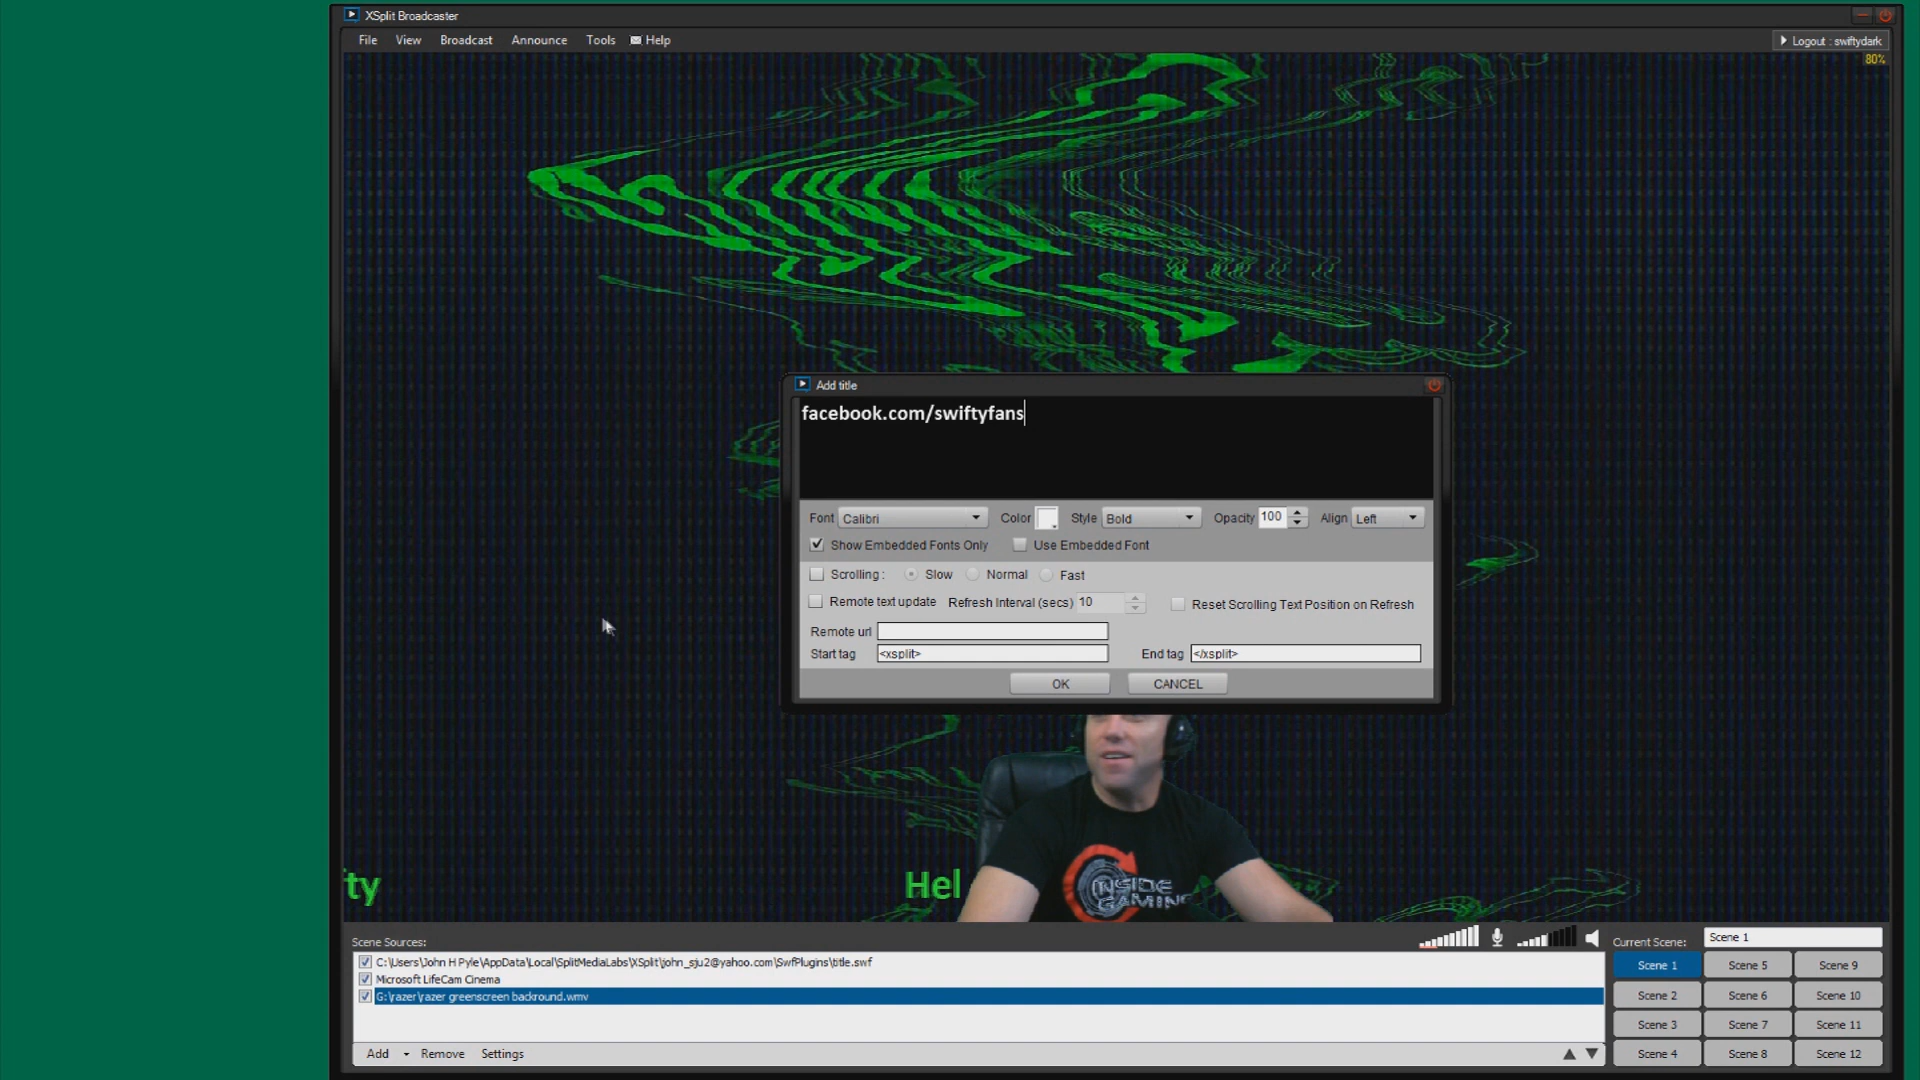 XSplit Broadcaster
File View Broadcast Announce Tools Help
Logout : swiftydark
80%
Add title
facebook.com/swiftyfans
Font Calibri Color Style Bold Opacity 100 Align Left
Show Embedded Fonts Only Use Embedded Font
Scrolling : Slow Normal Fast
Remote text update Refresh Interval (secs) 10 Reset Scrolling Text Position on Refresh
Remote url
Start tag <xsplit> End tag </xsplit>
OK CANCEL
INSIDE
GAMING
fty Hel
Scene Sources:
Current Scene: Scene 1
C:\Users\John H Pyle\AppData\Local\SplitMediaLabs\XSplit\john_sju2@yahoo.com\SwfPlugins\title.swf
Microsoft LifeCam Cinema
G:\razer\razer greenscreen backround.wmv
Scene 1 Scene 5 Scene 9
Scene 2 Scene 6 Scene 10
Scene 3 Scene 7 Scene 11
Scene 4 Scene 8 Scene 12
Add Remove Settings